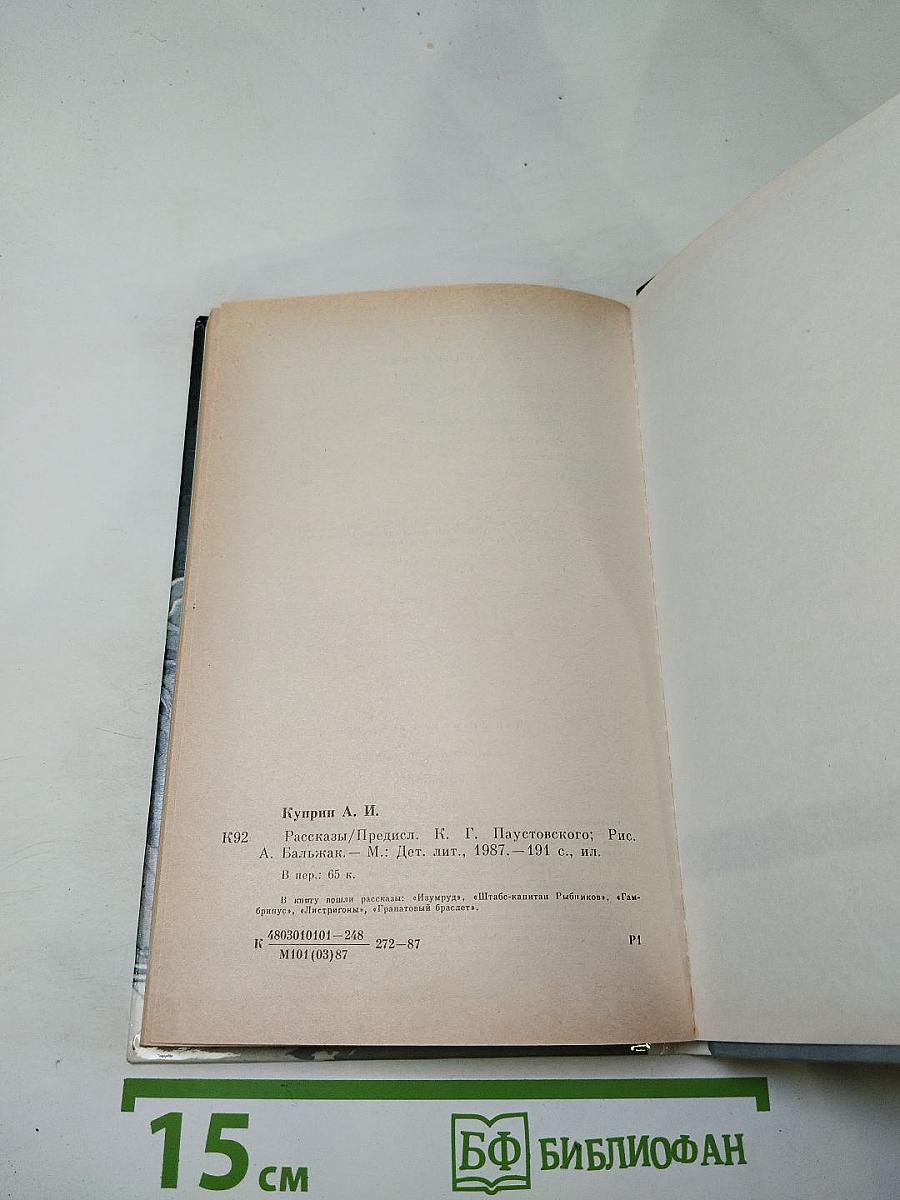 Куприн А. И.
К92 Рассказы/Предисл. К. Г. Паустовского; Рис.
А. Бальжак.— М.: Дет. лит., 1987.—191 с., ил.
В пер.: 65 к.
В книгу вошли рассказы: «Изумруд», «Штабс-капитан Рыбников», «Гам-
бринус», «Листригоны», «Гранатовый браслет».
К 4803010101—248 272—87 Р1
М101(03)87
15 см БФ БИБЛИОФАН